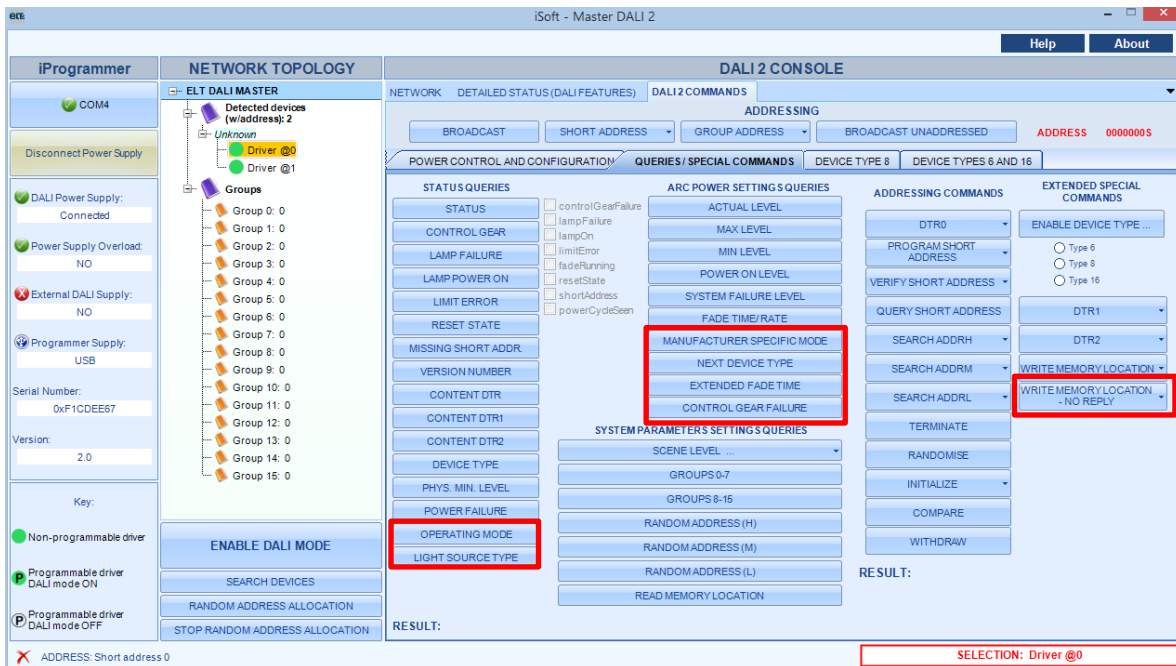 ELT
iSoft - Master DALI 2
Help
About
iProgrammer
COM4
Disconnect Power Supply
DALI Power Supply:
Connected
Power Supply Overload:
NO
External DALI Supply:
NO
Programmer Supply:
USB
Serial Number:
0xF1CDEE67
Version:
2.0
Key:
Non-programmable driver
P
Programmable driver
DALI mode ON
P
Programmable driver
DALI mode OFF
NETWORK TOPOLOGY
ELT DALI MASTER
Detected devices
(w/address): 2
Unknown
Driver @0
Driver @1
Groups
Group 0: 0
Group 1: 0
Group 2: 0
Group 3: 0
Group 4: 0
Group 5: 0
Group 6: 0
Group 7: 0
Group 8: 0
Group 9: 0
Group 10: 0
Group 11: 0
Group 12: 0
Group 13: 0
Group 14: 0
Group 15: 0
ENABLE DALI MODE
SEARCH DEVICES
RANDOM ADDRESS ALLOCATION
STOP RANDOM ADDRESS ALLOCATION
DALI 2 CONSOLE
NETWORK
DETAILED STATUS (DALI FEATURES)
DALI 2 COMMANDS
ADDRESSING
BROADCAST
SHORT ADDRESS
GROUP ADDRESS
BROADCAST UNADDRESSED
ADDRESS 0000000S
POWER CONTROL AND CONFIGURATION
QUERIES / SPECIAL COMMANDS
DEVICE TYPE 8
DEVICE TYPES 6 AND 16
STATUS QUERIES
STATUS
CONTROL GEAR
LAMP FAILURE
LAMP POWER ON
LIMIT ERROR
RESET STATE
MISSING SHORT ADDR.
VERSION NUMBER
CONTENT DTR
CONTENT DTR1
CONTENT DTR2
DEVICE TYPE
PHYS. MIN. LEVEL
POWER FAILURE
OPERATING MODE
LIGHT SOURCE TYPE
RESULT:
controlGearFailure
lampFailure
lampOn
limitError
fadeRunning
resetState
shortAddress
powerCycleSeen
ARC POWER SETTINGS QUERIES
ACTUAL LEVEL
MAX LEVEL
MIN LEVEL
POWER ON LEVEL
SYSTEM FAILURE LEVEL
FADE TIME/ RATE
MANUFACTURER SPECIFIC MODE
NEXT DEVICE TYPE
EXTENDED FADE TIME
CONTROL GEAR FAILURE
SYSTEM PARAMETERS SETTINGS QUERIES
SCENE LEVEL ...
GROUPS 0-7
GROUPS 8-15
RANDOM ADDRESS (H)
RANDOM ADDRESS (M)
RANDOM ADDRESS (L)
READ MEMORY LOCATION
ADDRESSING COMMANDS
DTR0
PROGRAM SHORT
ADDRESS
VERIFY SHORT ADDRESS
QUERY SHORT ADDRESS
SEARCH ADDRH
SEARCH ADDRM
SEARCH ADDRL
TERMINATE
RANDOMISE
INITIALIZE
COMPARE
WITHDRAW
RESULT:
EXTENDED SPECIAL
COMMANDS
ENABLE DEVICE TYPE ...
Type 6
Type 8
Type 16
DTR1
DTR2
WRITE MEMORY LOCATION
WRITE MEMORY LOCATION
- NO REPLY
ADDRESS: Short address 0
SELECTION: Driver @0